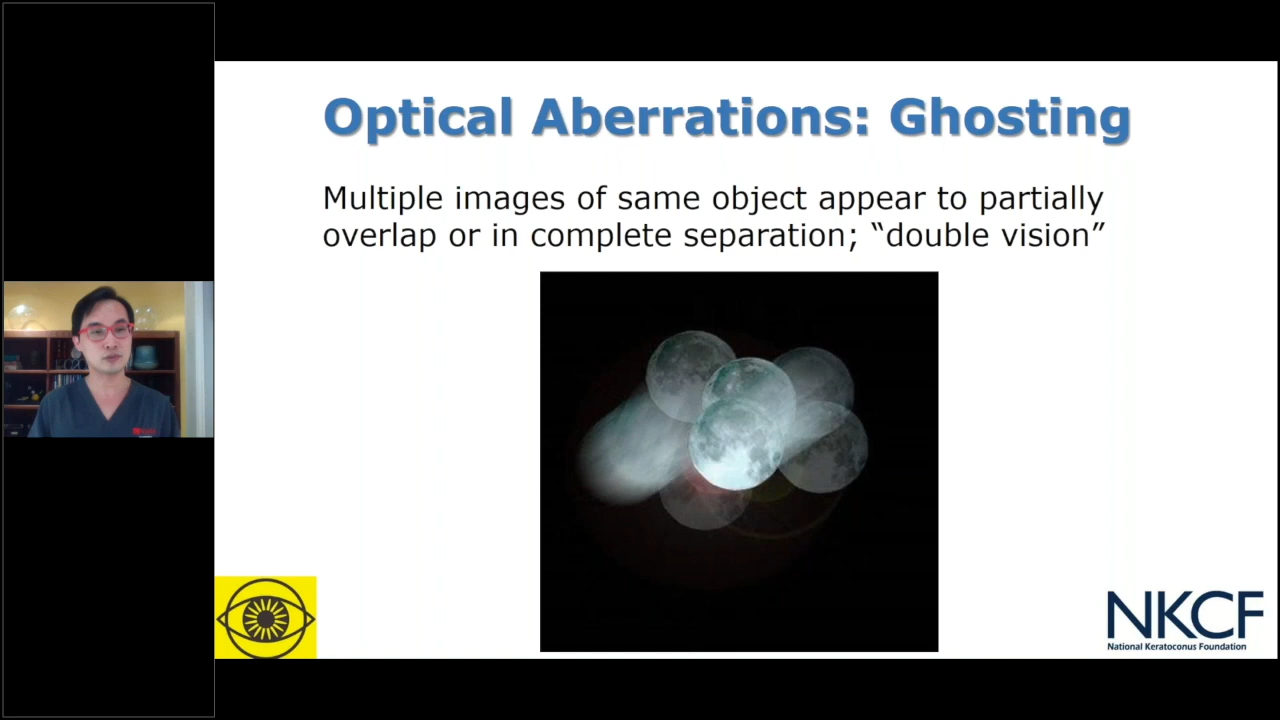 Optical Aberrations: Ghosting
Multiple images of same object appear to partially
overlap or in complete separation; “double vision”
NKCF
National Keratoconus Foundation